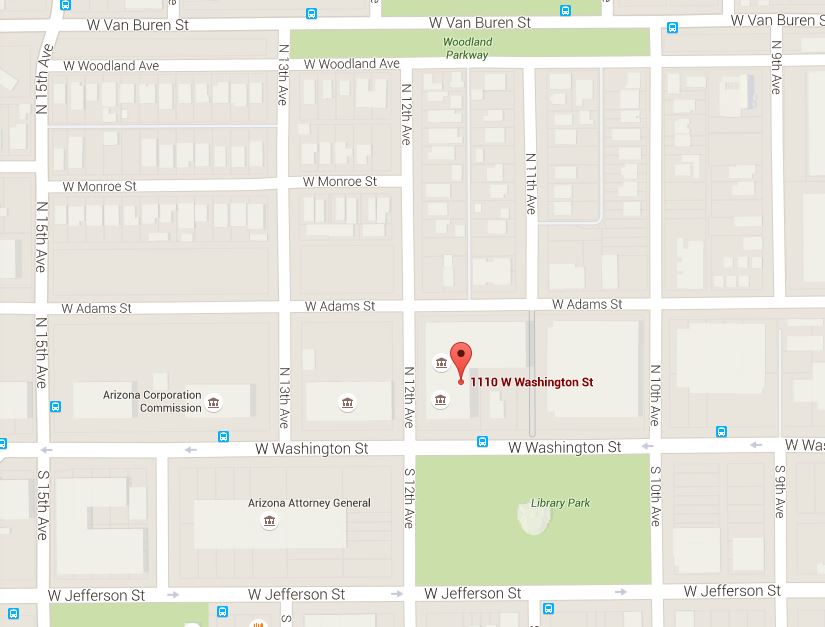 W Van Buren St
W Van Buren St
W Van Buren S
Woodland
Parkway
W Woodland Ave
W Woodland Ave
N 15th Ave
N 13th Ave
N 12th Ave
N 11th Ave
N 9th Ave
W Monroe St
W Monroe St
N 15th Ave
W Adams St
W Adams St
W Adams St
N 15th Ave
N 13th Ave
N 12th Ave
N 10th Ave
1110 W Washington St
Arizona Corporation
Commission
W Washington St
W Washington St
W Was
S 15th Ave
S 12th Ave
S 10th Ave
S 9th Ave
Arizona Attorney General
Library Park
W Jefferson St
W Jefferson St
W Jefferson St
W Jefferson St
S